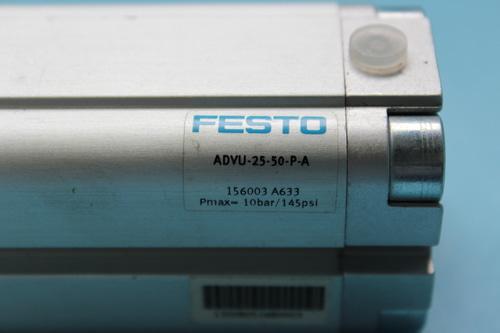 FESTO
ADVU-25-50-P-A
156003 A633
Pmax= 10bar/145psi